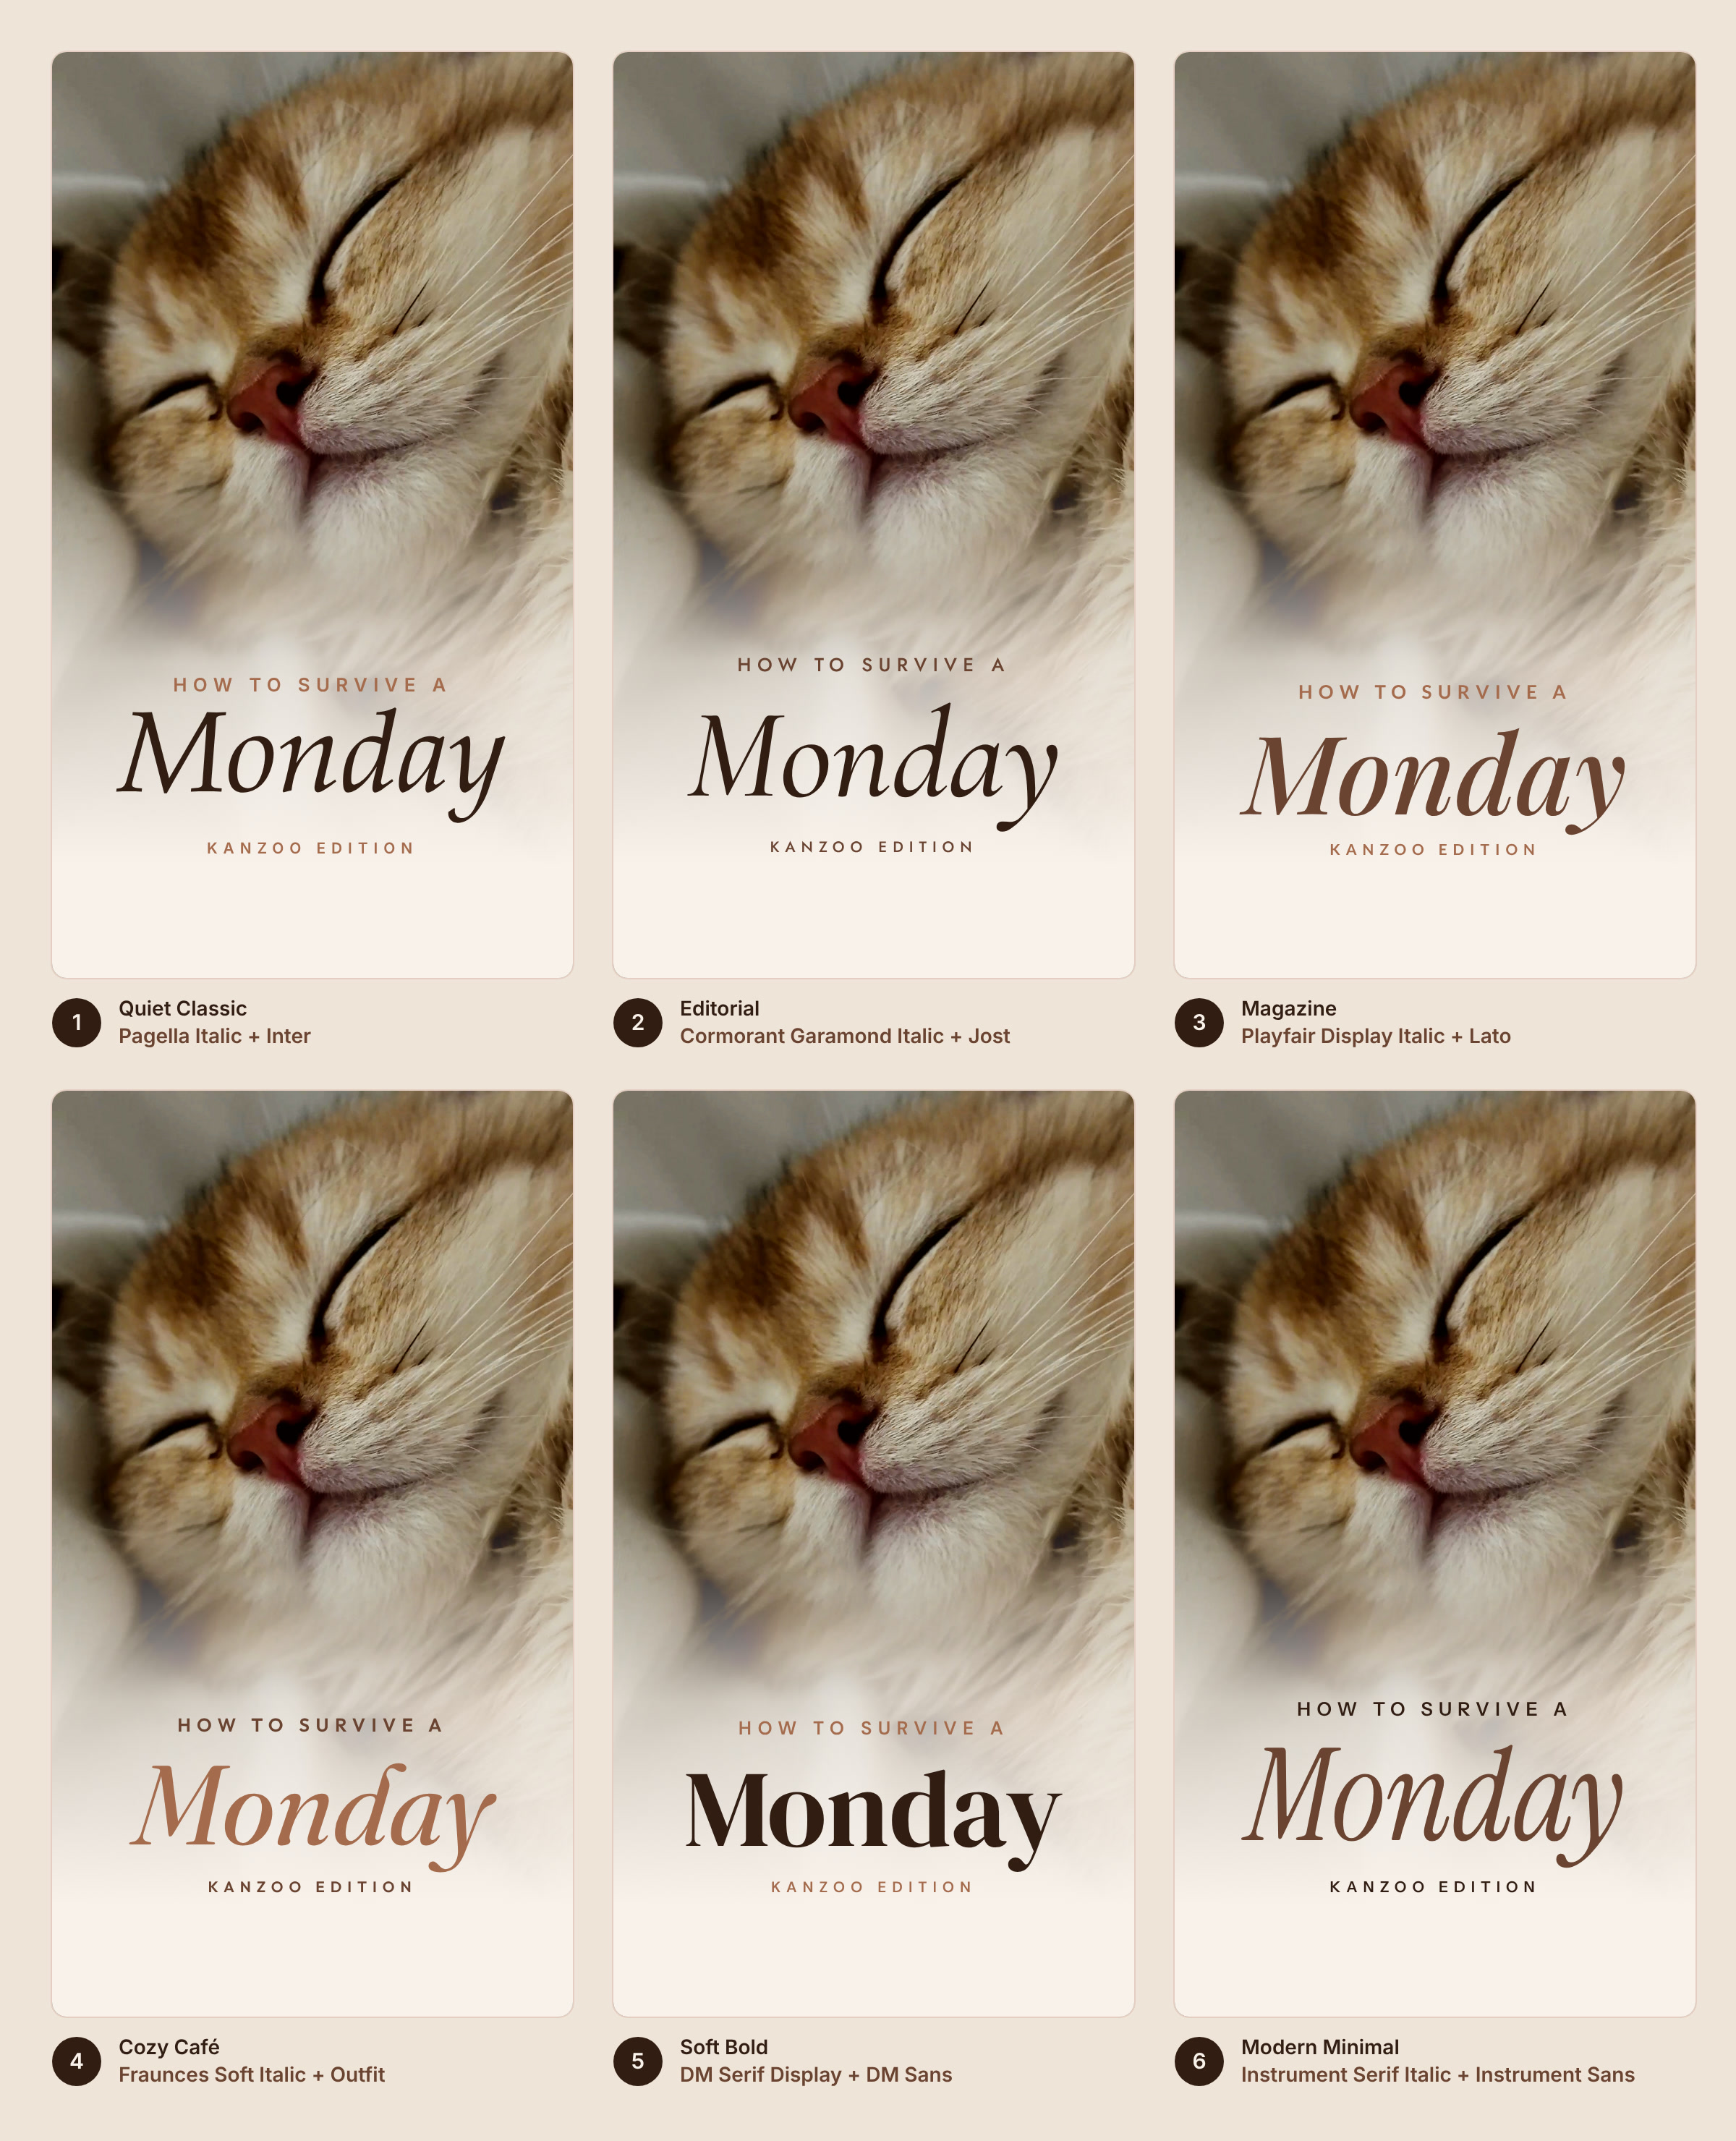 HOW TO SURVIVE A
Monday
KANZOO EDITION
1
Quiet Classic
Pagella Italic + Inter
HOW TO SURVIVE A
Monday
KANZOO EDITION
2
Editorial
Cormorant Garamond Italic + Jost
HOW TO SURVIVE A
Monday
KANZOO EDITION
3
Magazine
Playfair Display Italic + Lato
HOW TO SURVIVE A
Monday
KANZOO EDITION
4
Cozy Café
Fraunces Soft Italic + Outfit
HOW TO SURVIVE A
Monday
KANZOO EDITION
5
Soft Bold
DM Serif Display + DM Sans
HOW TO SURVIVE A
Monday
KANZOO EDITION
6
Modern Minimal
Instrument Serif Italic + Instrument Sans